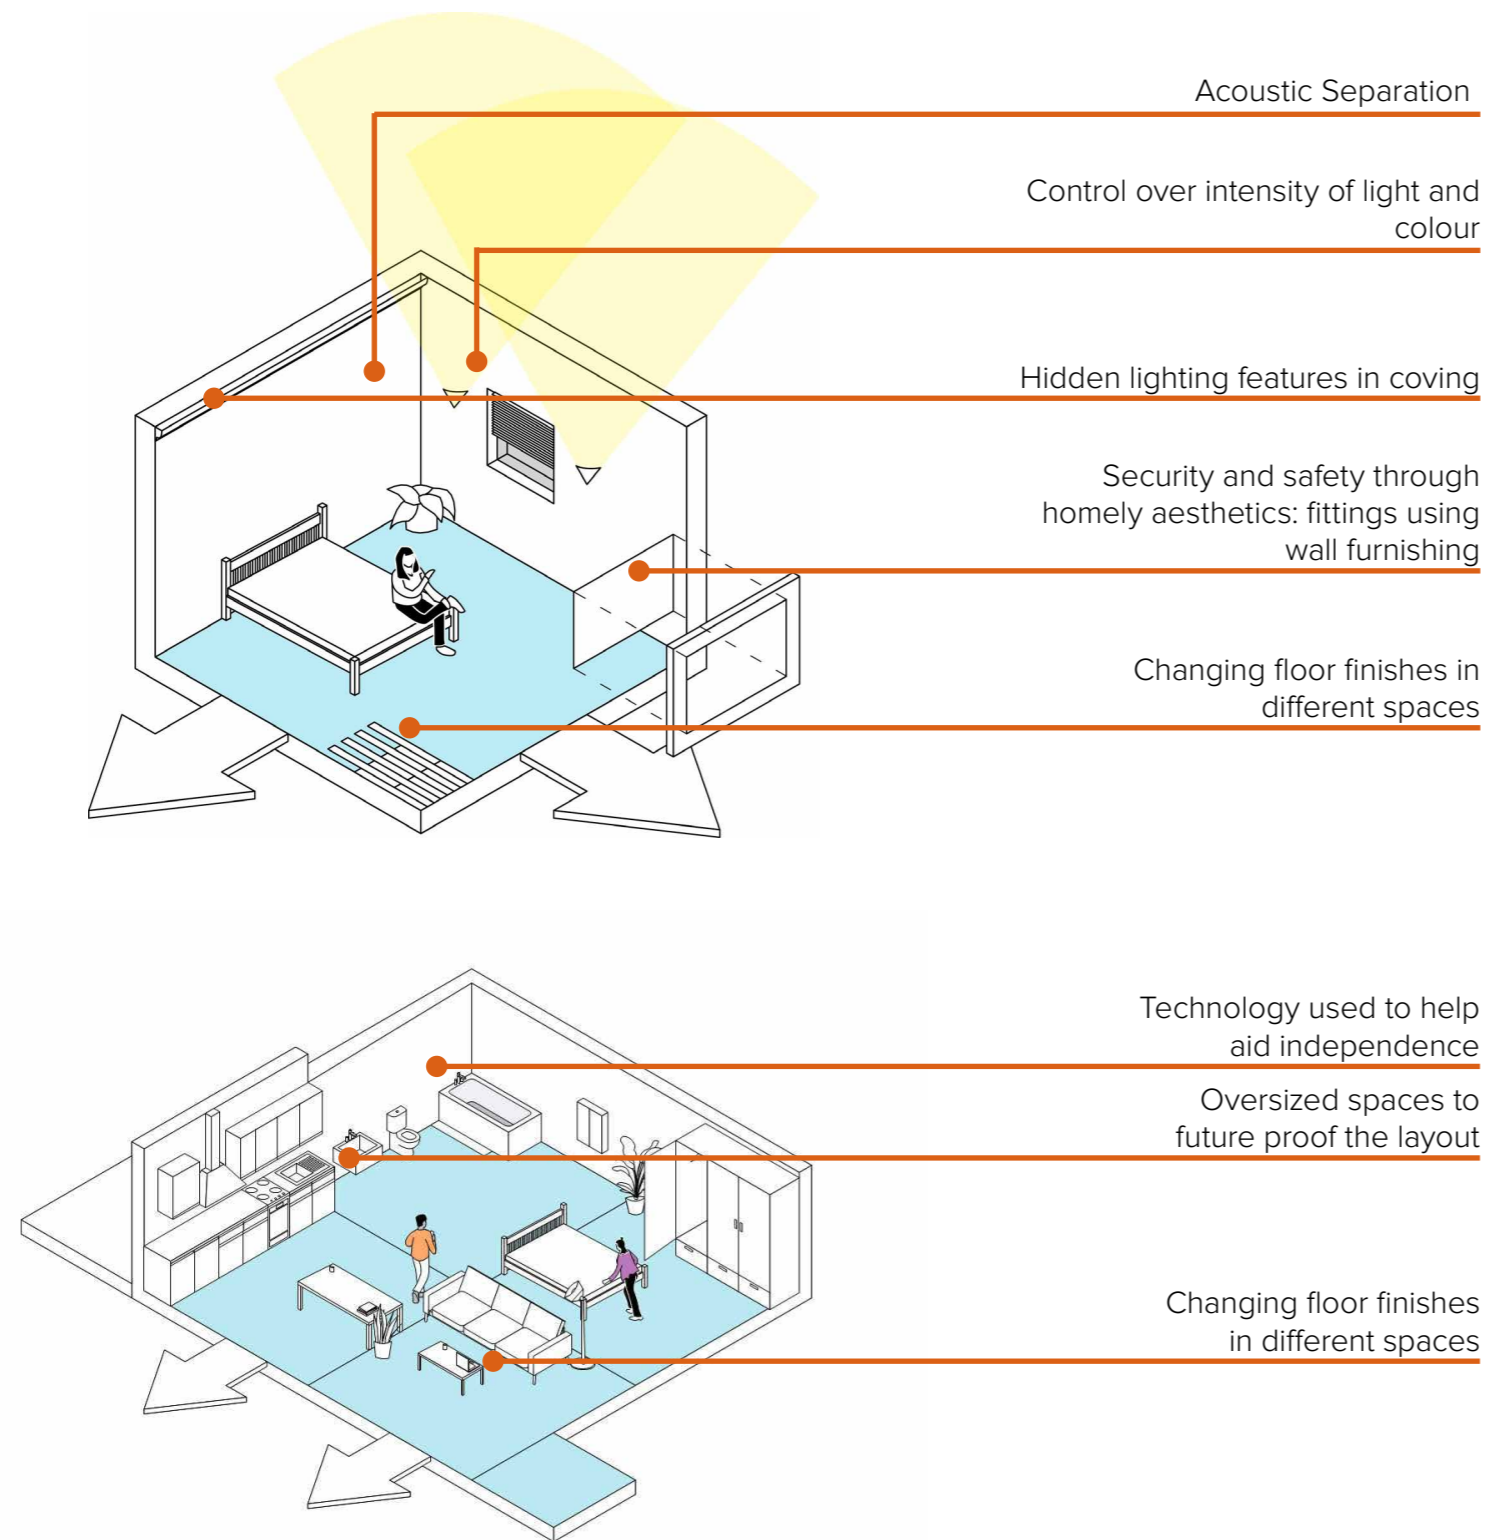 Acoustic Separation
Control over intensity of light and
colour
Hidden lighting features in coving
Security and safety through
homely aesthetics: fittings using
wall furnishing
Changing floor finishes in
different spaces
Technology used to help
aid independence
Oversized spaces to
future proof the layout
Changing floor finishes
in different spaces